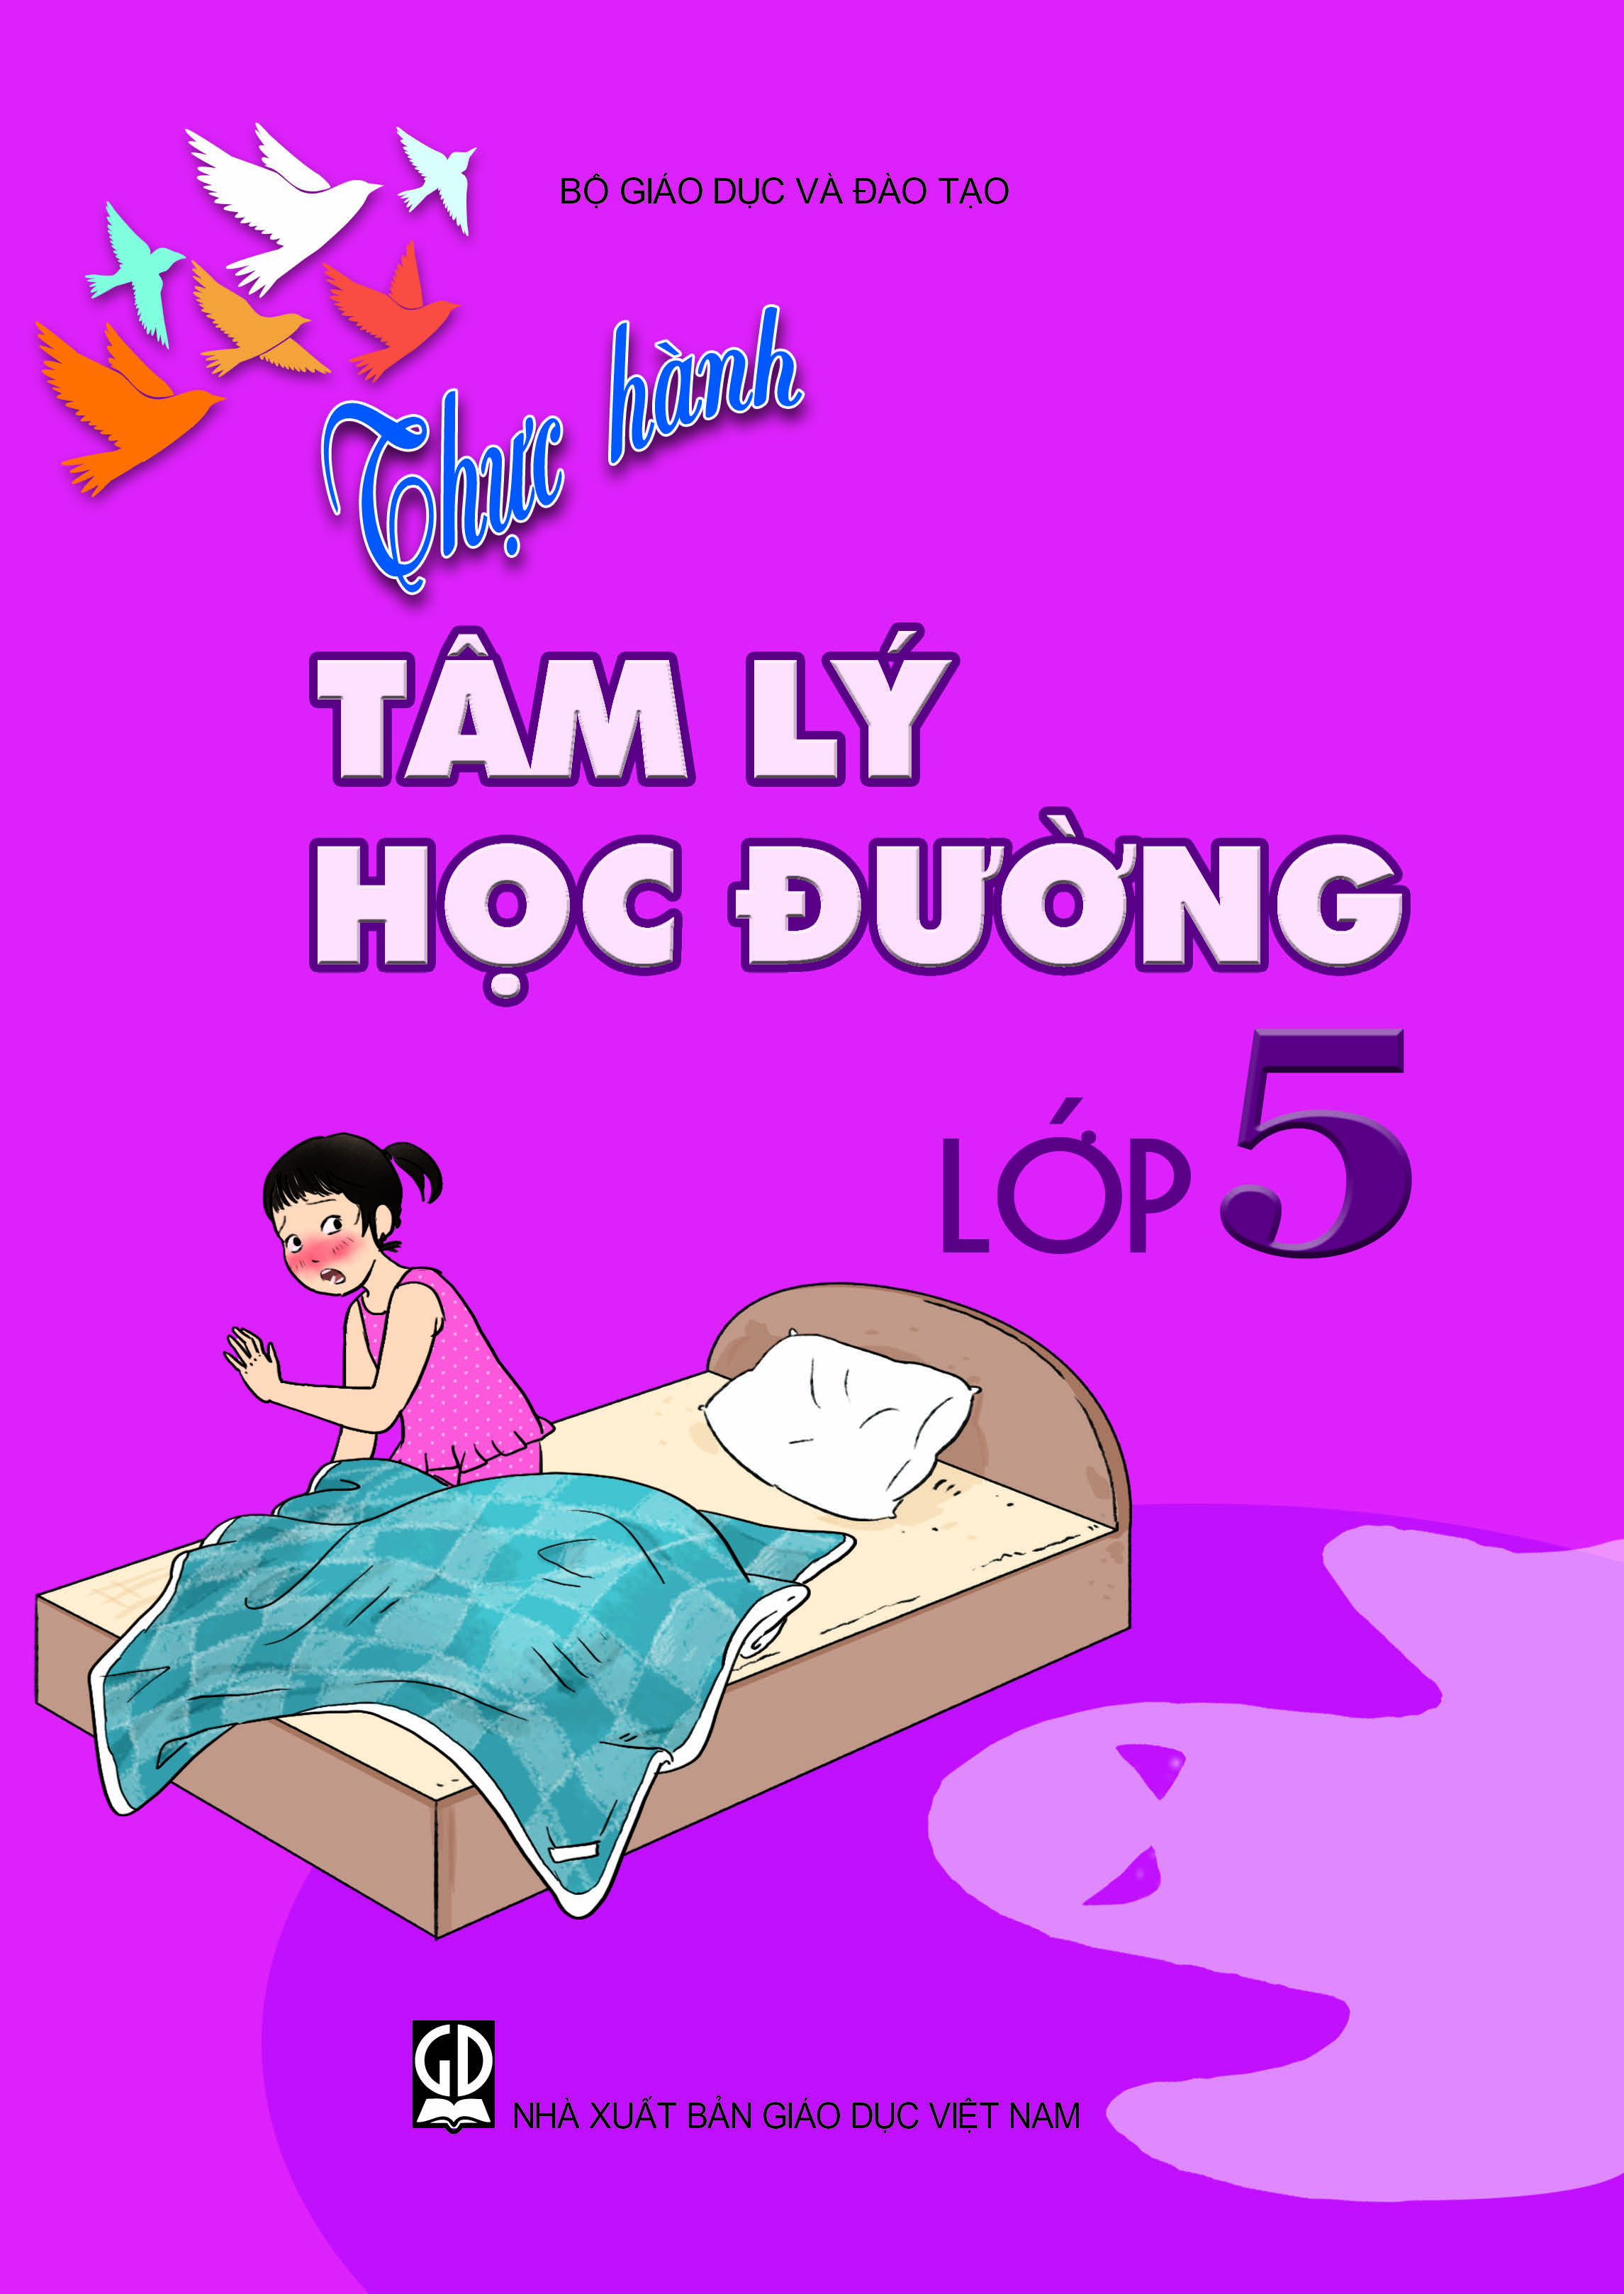 BỘ GIÁO DỤC VÀ ĐÀO TẠO
Thực hành
TÂM LÝ
HỌC ĐƯỜNG
LỚP 5
GD
NHÀ XUẤT BẢN GIÁO DỤC VIỆT NAM